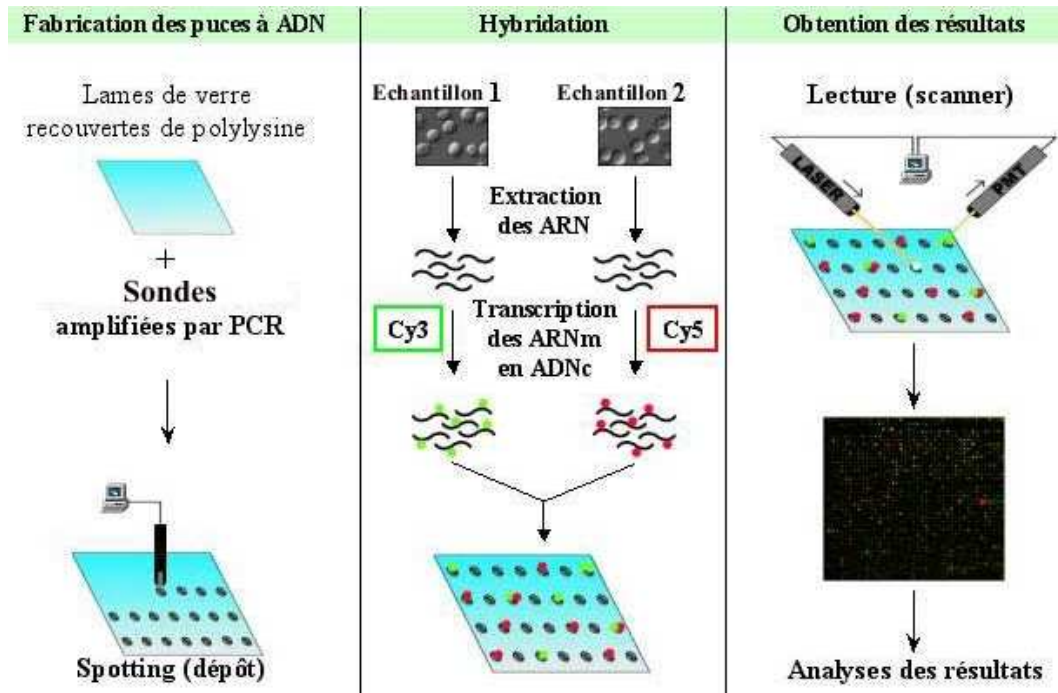 Fabrication des puces à ADN
Lames de verre
recouvertes de polylysine
+
Sondes
amplifiées par PCR
Spotting (dépôt)
Hybridation
Echantillon 1
Echantillon 2
Extraction
des ARN
Cy3
Transcription
des ARNm
en ADNc
Cy5
Obtention des résultats
Lecture (scanner)
LASER
PMT
Analyses des résultats